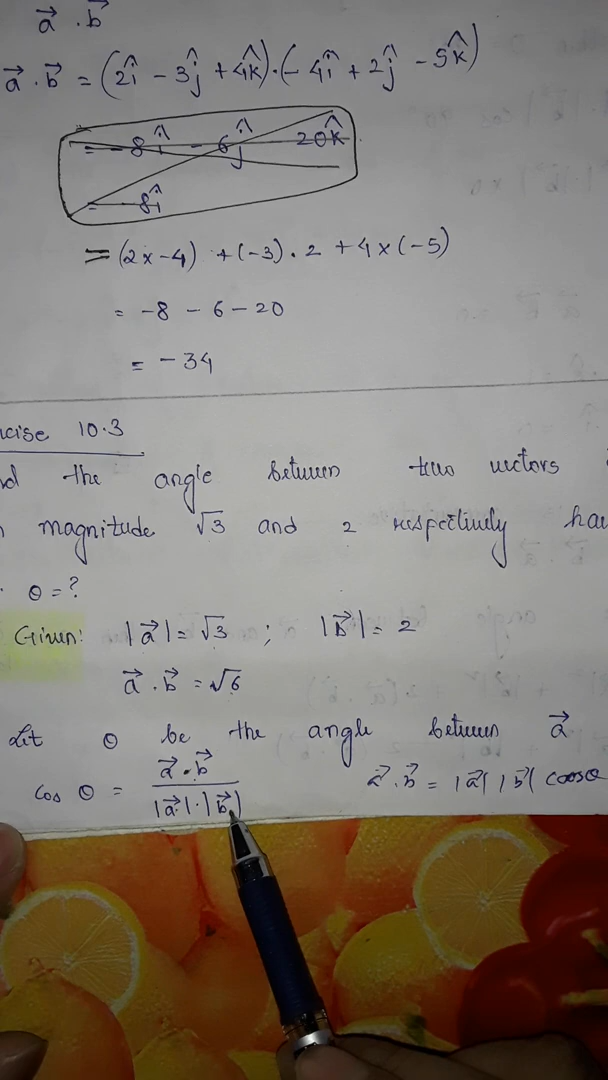 a⃗ . b⃗
a⃗ . b⃗ = (2î - 3ĵ + 4k̂) . (- 4î + 2ĵ - 5k̂)
= - 8î - 6ĵ 20k̂
= - 8î
= (2 x - 4) + (-3) . 2 + 4 x (-5)
= -8 - 6 - 20
= - 34
cise 10.3
the angle between two vectors
magnitude √3 and 2 respectively ha
θ = ?
Given: |a⃗| = √3 ; |b⃗| = 2
a⃗ . b⃗ = √6
Let θ be the angle between a⃗
cos θ = a⃗ . b⃗ / |a⃗| . |b⃗| a⃗ . b⃗ = |a⃗| |b⃗| cosθ